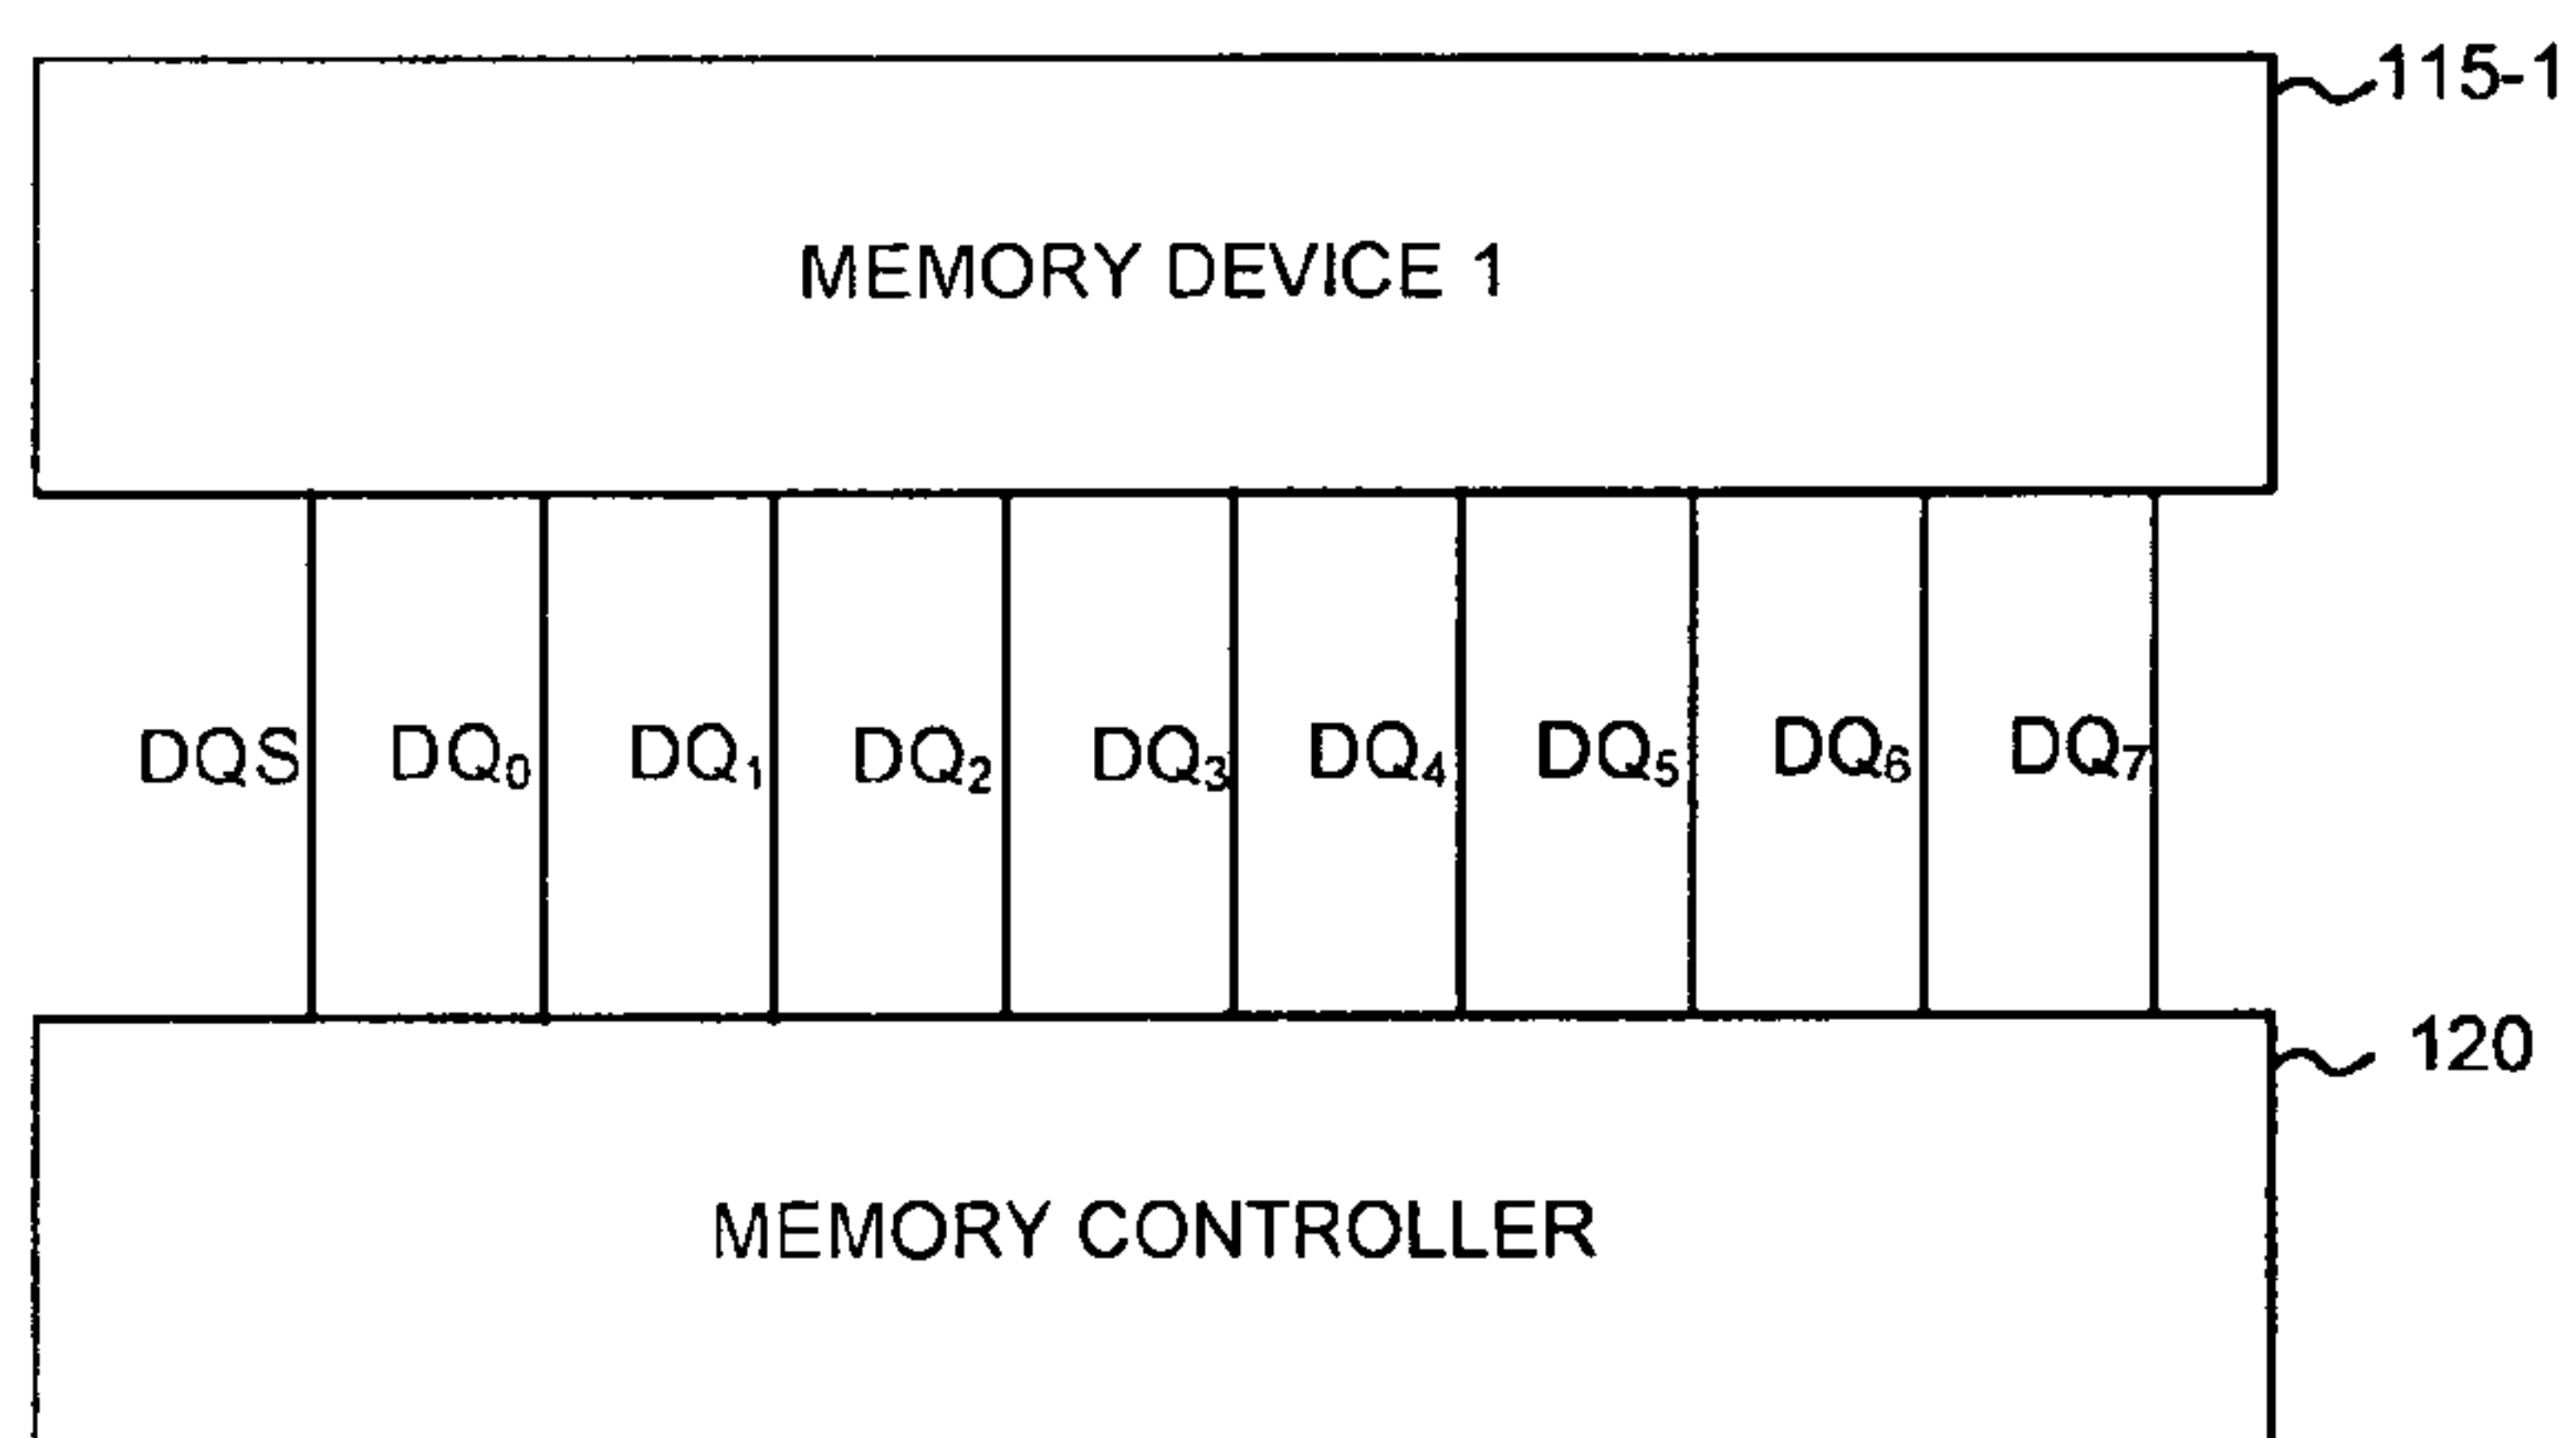 115-1
MEMORY DEVICE 1
DQS DQ₀ DQ₁ DQ₂ DQ₃ DQ₄ DQ₅ DQ₆ DQ₇
120
MEMORY CONTROLLER